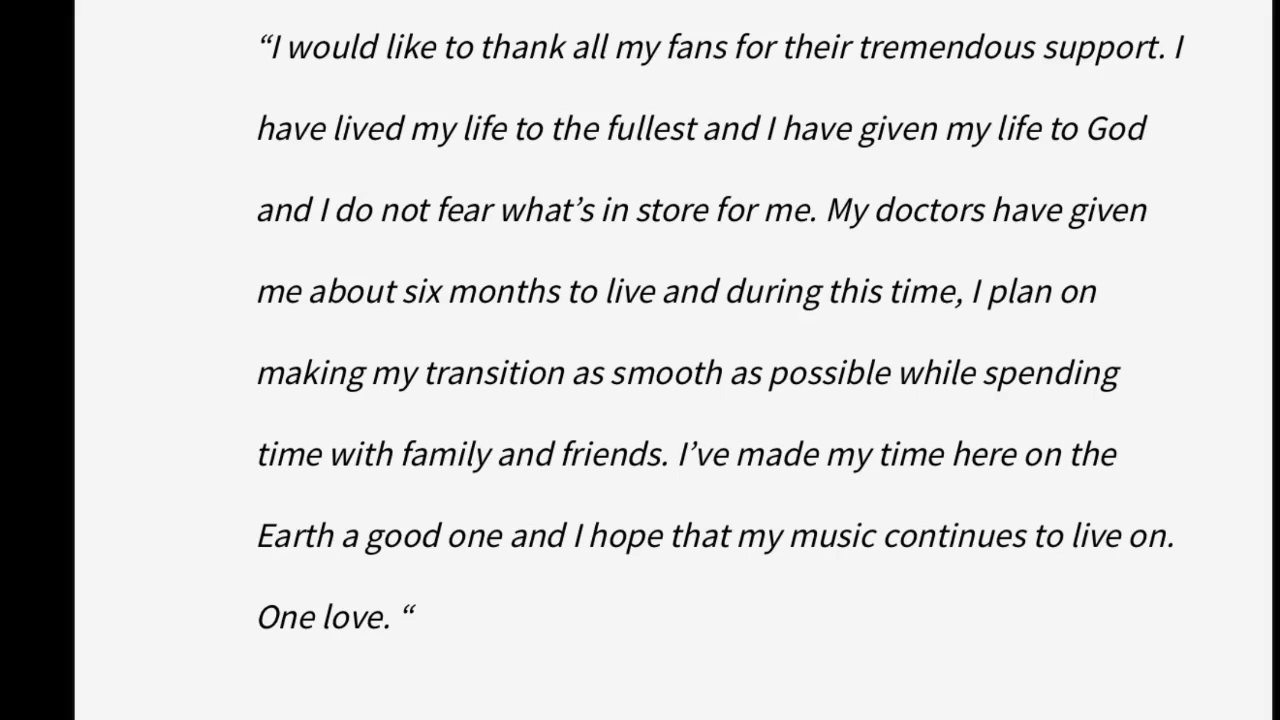 “I would like to thank all my fans for their tremendous support. I
have lived my life to the fullest and I have given my life to God
and I do not fear what’s in store for me. My doctors have given
me about six months to live and during this time, I plan on
making my transition as smooth as possible while spending
time with family and friends. I’ve made my time here on the
Earth a good one and I hope that my music continues to live on.
One love. “